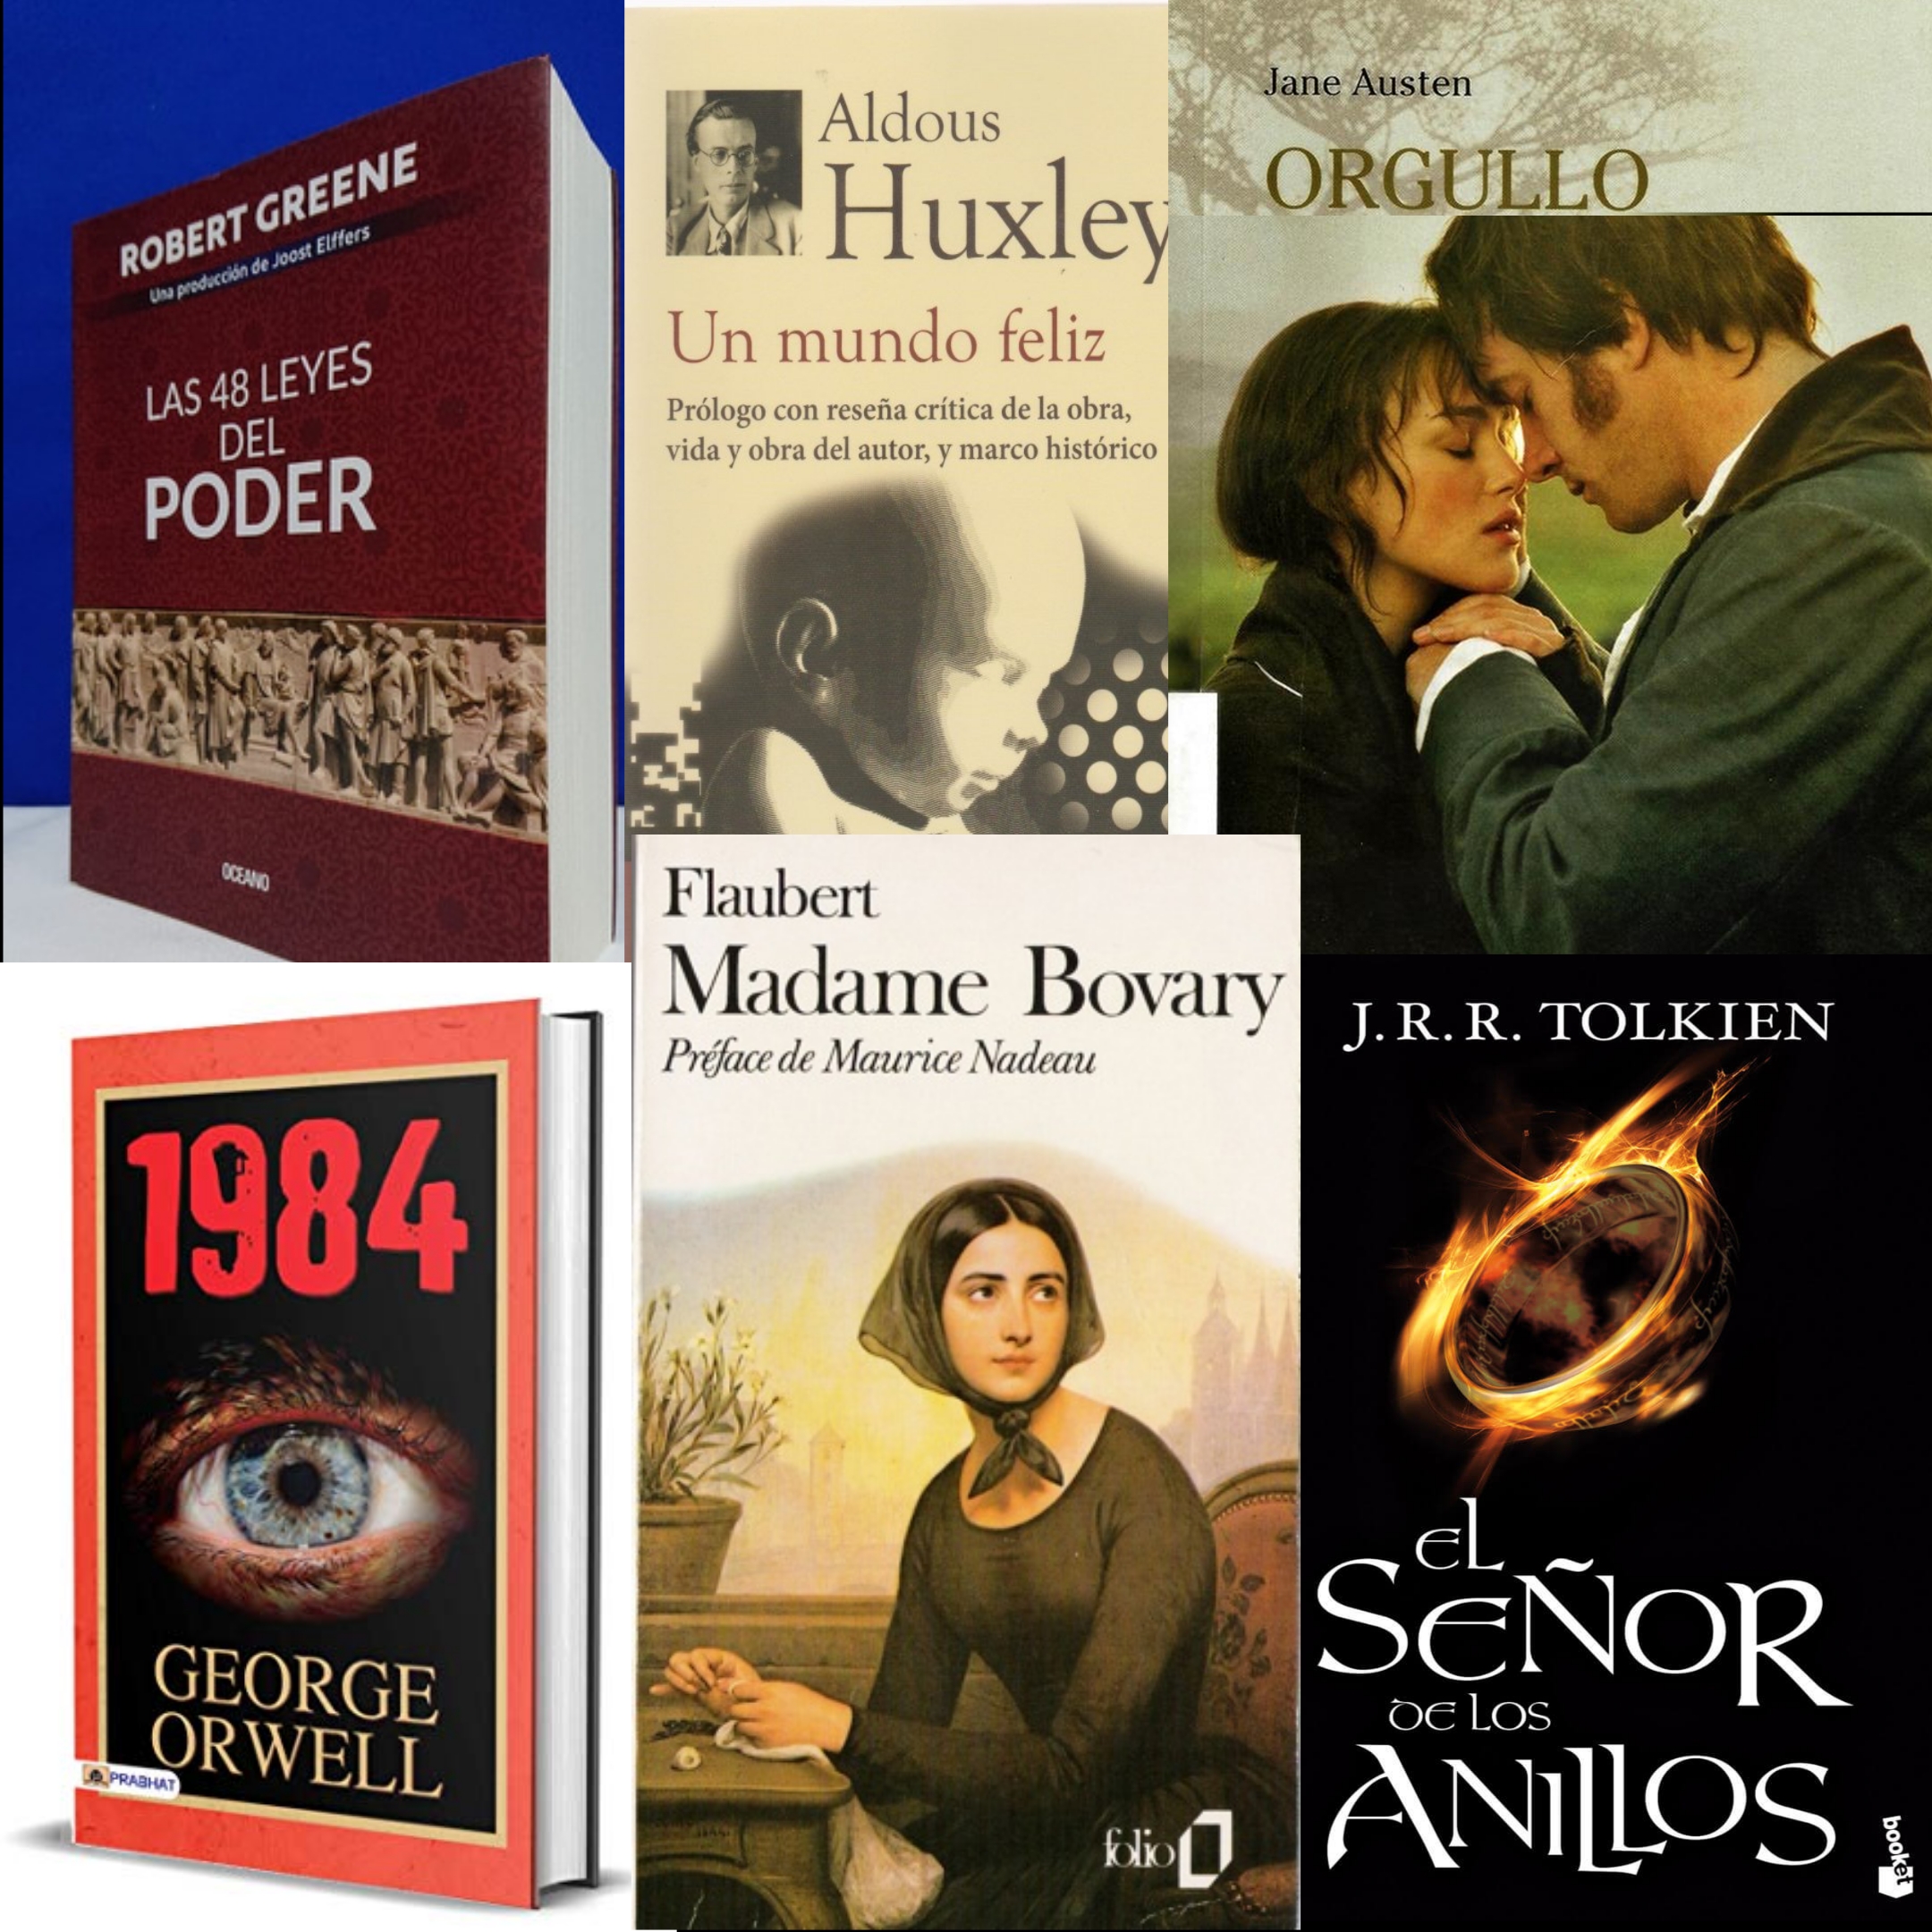 ROBERT GREENE
Una producción de Joost Elffers
LAS 48 LEYES
DEL
PODER
OCEANO
Aldous
Huxley
Un mundo feliz
Prólogo con reseña crítica de la obra,
vida y obra del autor, y marco histórico
Jane Austen
ORGULLO
1984
GEORGE
ORWELL
PRABHAT
Flaubert
Madame Bovary
Préface de Maurice Nadeau
folio
J.R.R. TOLKIEN
EL
SEÑOR
DE LOS
ANILLOS
booket